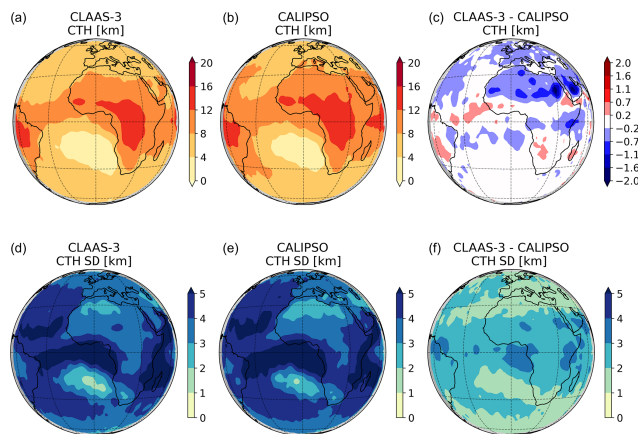 (a)
CLAAS-3
CTH [km]
20
16
12
8
4
0
(b)
CALIPSO
CTH [km]
20
16
12
8
4
0
(c)
CLAAS-3 - CALIPSO
CTH [km]
2.0
1.6
1.1
0.7
0.2
-0.2
-0.7
-1.1
-1.6
-2.0
(d)
CLAAS-3
CTH SD [km]
5
4
3
2
1
0
(e)
CALIPSO
CTH SD [km]
5
4
3
2
1
0
(f)
CLAAS-3 - CALIPSO
CTH SD [km]
5
4
3
2
1
0